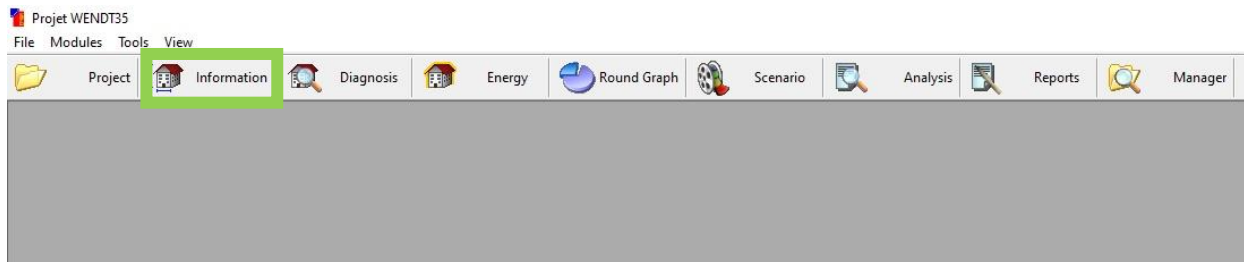 Projet WENDT35
File Modules Tools View
Project Information Diagnosis Energy Round Graph Scenario Analysis Reports Manager